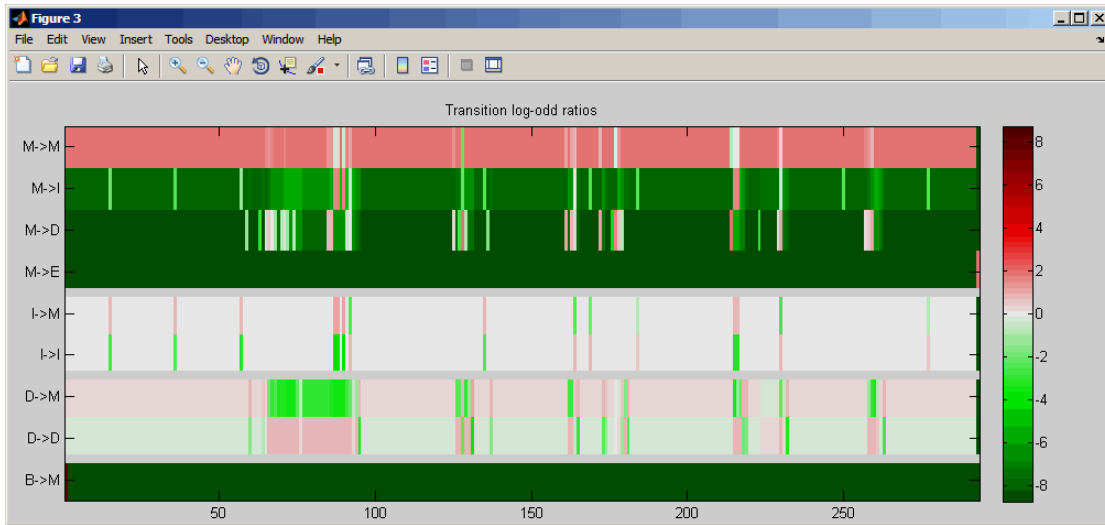 Figure 3
File Edit View Insert Tools Desktop Window Help
Transition log-odd ratios
M->M
M->I
M->D
M->E
I->M
I->I
D->M
D->D
B->M
50 100 150 200 250
8
6
4
2
0
-2
-4
-6
-8